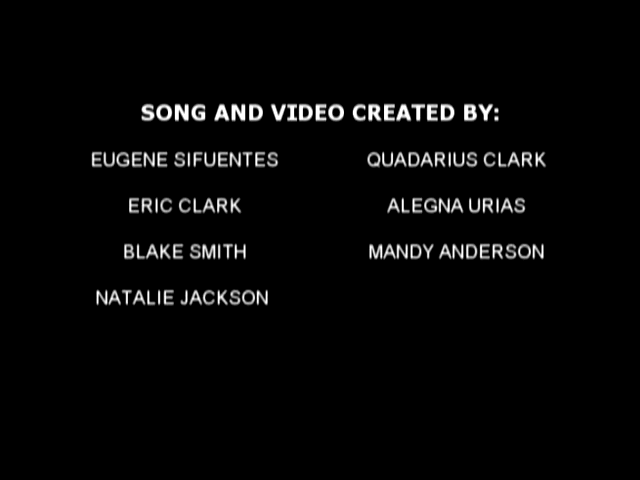 SONG AND VIDEO CREATED BY:
EUGENE SIFUENTES QUADARIUS CLARK
ERIC CLARK ALEGNA URIAS
BLAKE SMITH MANDY ANDERSON
NATALIE JACKSON